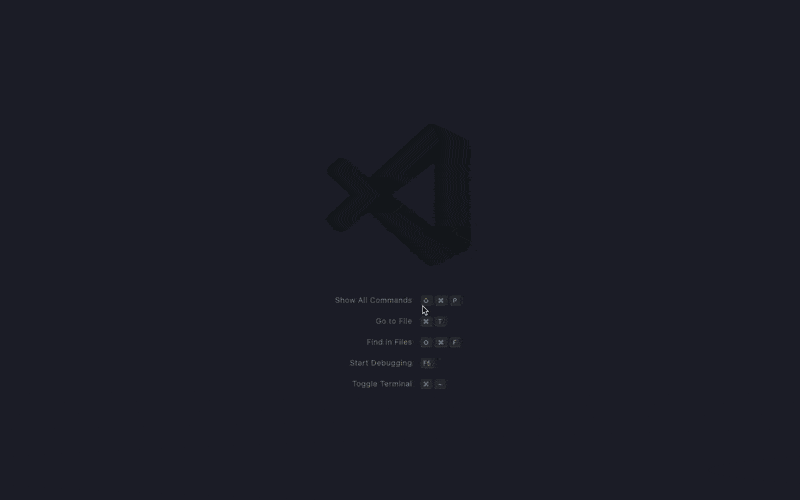 Show All Commands ⇧ ⌘ P
Go to File ⌘ T
Find in Files ⇧ ⌘ F
Start Debugging F5
Toggle Terminal ⌘ ~